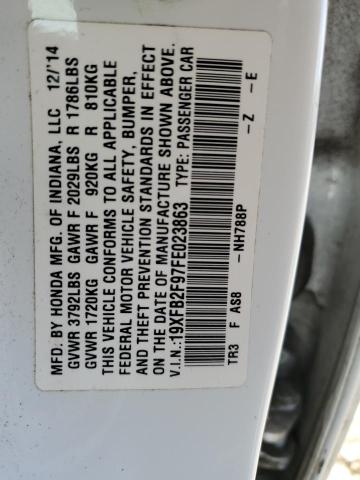 MFD. BY HONDA MFG. OF INDIANA, LLC 12/'14
GVWR 3792LBS GAWR F 2029LBS R 1786LBS
GVWR 1720KG GAWR F 920KG R 810KG
THIS VEHICLE CONFORMS TO ALL APPLICABLE
FEDERAL MOTOR VEHICLE SAFETY, BUMPER,
AND THEFT PREVENTION STANDARDS IN EFFECT
ON THE DATE OF MANUFACTURE SHOWN ABOVE.
V.I.N.:19XFB2F97FE023863 TYPE: PASSENGER CAR
TR3 F AS8 -NH788P -Z -E